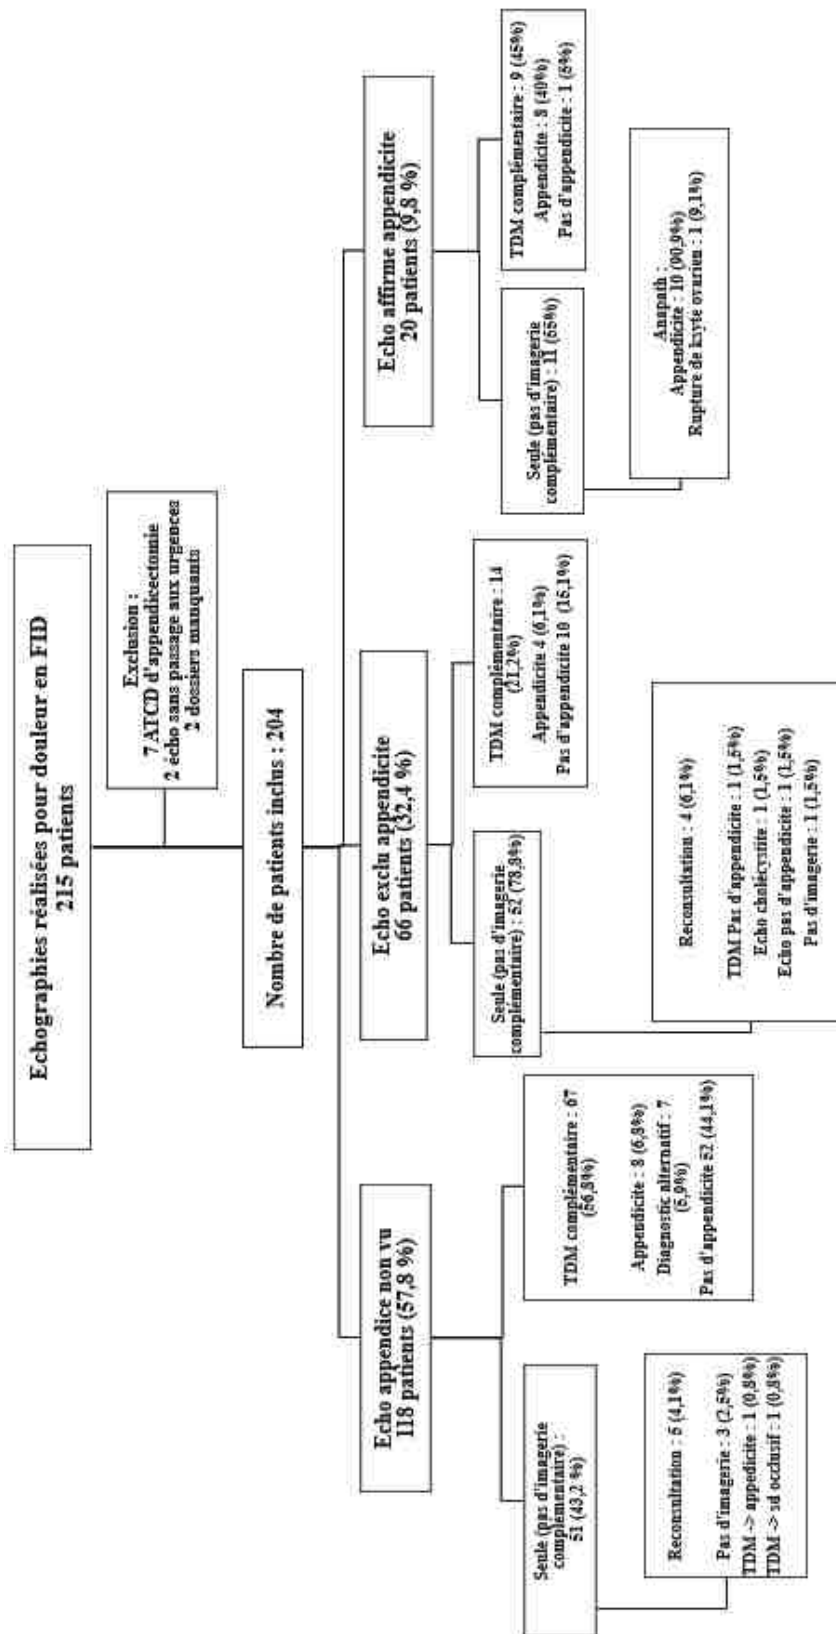 Echographies réalisées pour douleur en FID
215 patients
Exclusion :
7 ATCD d'appendicectomie
2 écho sans passage aux urgences
2 dossiers manquants
Nombre de patients inclus : 204
Echo appendice non vu
118 patients (57,8 %)
Echo exclu appendicite
66 patients (32,4 %)
Echo affirme appendicite
20 patients (9,8 %)
Seule (pas d'imagerie
complémentaire) :
51 (43,2 %)
TDM complémentaire : 67
(56,8%)
Appendicite : 8 (6,8%)
Diagnostic alternatif : 7
(5,9%)
Pas d'appendicite 52 (44,1%)
Seule (pas d'imagerie
complémentaire) : 52 (78,8%)
TDM complémentaire : 14
(21,2%)
Appendicite 4 (6,1%)
Pas d'appendicite 10 (15,1%)
Seule (pas d'imagerie
complémentaire) : 11 (55%)
TDM complémentaire : 9 (45%)
Appendicite : 8 (40%)
Pas d'appendicite : 1 (5%)
Reconsultation : 5 (4,1%)
Pas d'imagerie : 3 (2,5%)
TDM -> appedicite : 1 (0,8%)
TDM -> sd occlusif : 1 (0,8%)
Reconsultation : 4 (6,1%)
TDM Pas d'appendicite : 1 (1,5%)
Echo cholécystite : 1 (1,5%)
Echo pas d'appendicite : 1 (1,5%)
Pas d'imagerie : 1 (1,5%)
Anapath :
Appendicite : 10 (90,9%)
Rupture de knyte ovarien : 1 (9,1%)